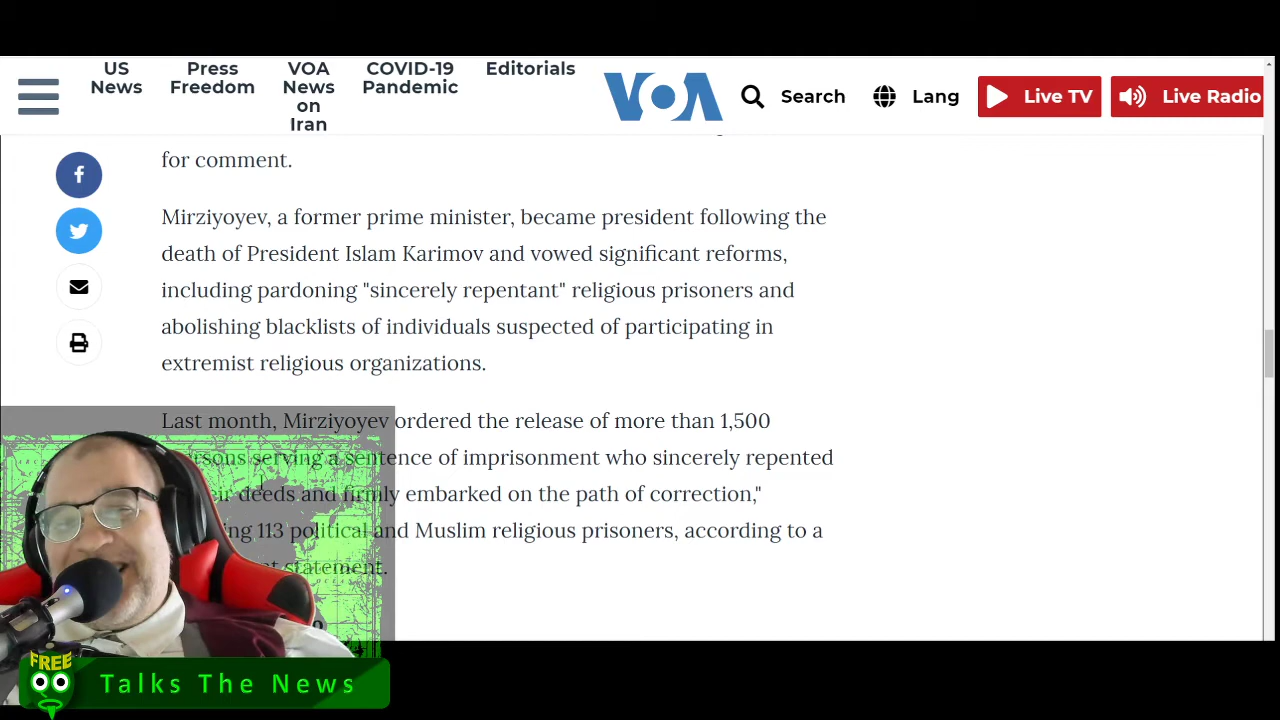 US News
Press Freedom
VOA News on Iran
COVID-19 Pandemic
Editorials
VOA
Search
Lang
Live TV
Live Radio
for comment.
Mirziyoyev, a former prime minister, became president following the
death of President Islam Karimov and vowed significant reforms,
including pardoning "sincerely repentant" religious prisoners and
abolishing blacklists of individuals suspected of participating in
extremist religious organizations.
Last month, Mirziyoyev ordered the release of more than 1,500
serving a sentence of imprisonment who sincerely repented
deeds and firmly embarked on the path of correction,"
113 political and Muslim religious prisoners, according to a
statement.
FREE
Talks The News